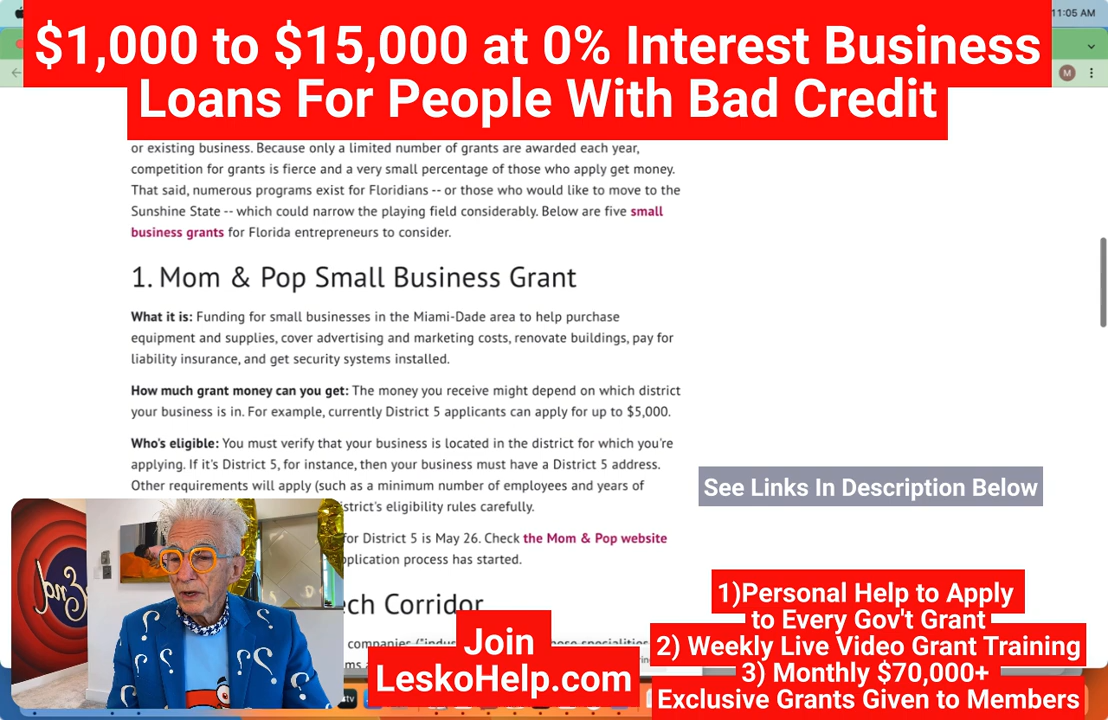 11:05 AM
$1,000 to $15,000 at 0% Interest Business
Loans For People With Bad Credit
M
or existing business. Because only a limited number of grants are awarded each year,
competition for grants is fierce and a very small percentage of those who apply get money.
That said, numerous programs exist for Floridians -- or those who would like to move to the
Sunshine State -- which could narrow the playing field considerably. Below are five small
business grants for Florida entrepreneurs to consider.
1. Mom & Pop Small Business Grant
What it is: Funding for small businesses in the Miami-Dade area to help purchase
equipment and supplies, cover advertising and marketing costs, renovate buildings, pay for
liability insurance, and get security systems installed.
How much grant money can you get: The money you receive might depend on which district
your business is in. For example, currently District 5 applicants can apply for up to $5,000.
Who's eligible: You must verify that your business is located in the district for which you're
applying. If it's District 5, for instance, then your business must have a District 5 address.
Other requirements will apply (such as a minimum number of employees and years of
district's eligibility rules carefully.
for District 5 is May 26. Check the Mom & Pop website
application process has started.
ech Corridor
companies
See Links In Description Below
Join
LeskoHelp.com
1)Personal Help to Apply
to Every Gov't Grant
2) Weekly Live Video Grant Training
3) Monthly $70,000+
Exclusive Grants Given to Members